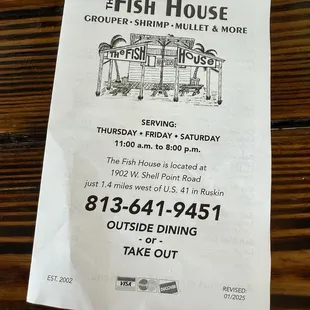 THE FISH HOUSE
GROUPER • SHRIMP • MULLET & MORE
THE FISH HOUSE
SERVING:
THURSDAY • FRIDAY • SATURDAY
11:00 a.m. to 8:00 p.m.
The Fish House is located at
1902 W. Shell Point Road
just 1.4 miles west of U.S. 41 in Ruskin
813-641-9451
OUTSIDE DINING
- or -
TAKE OUT
EST. 2002
VISA
DISCOVER
REVISED:
01/2025